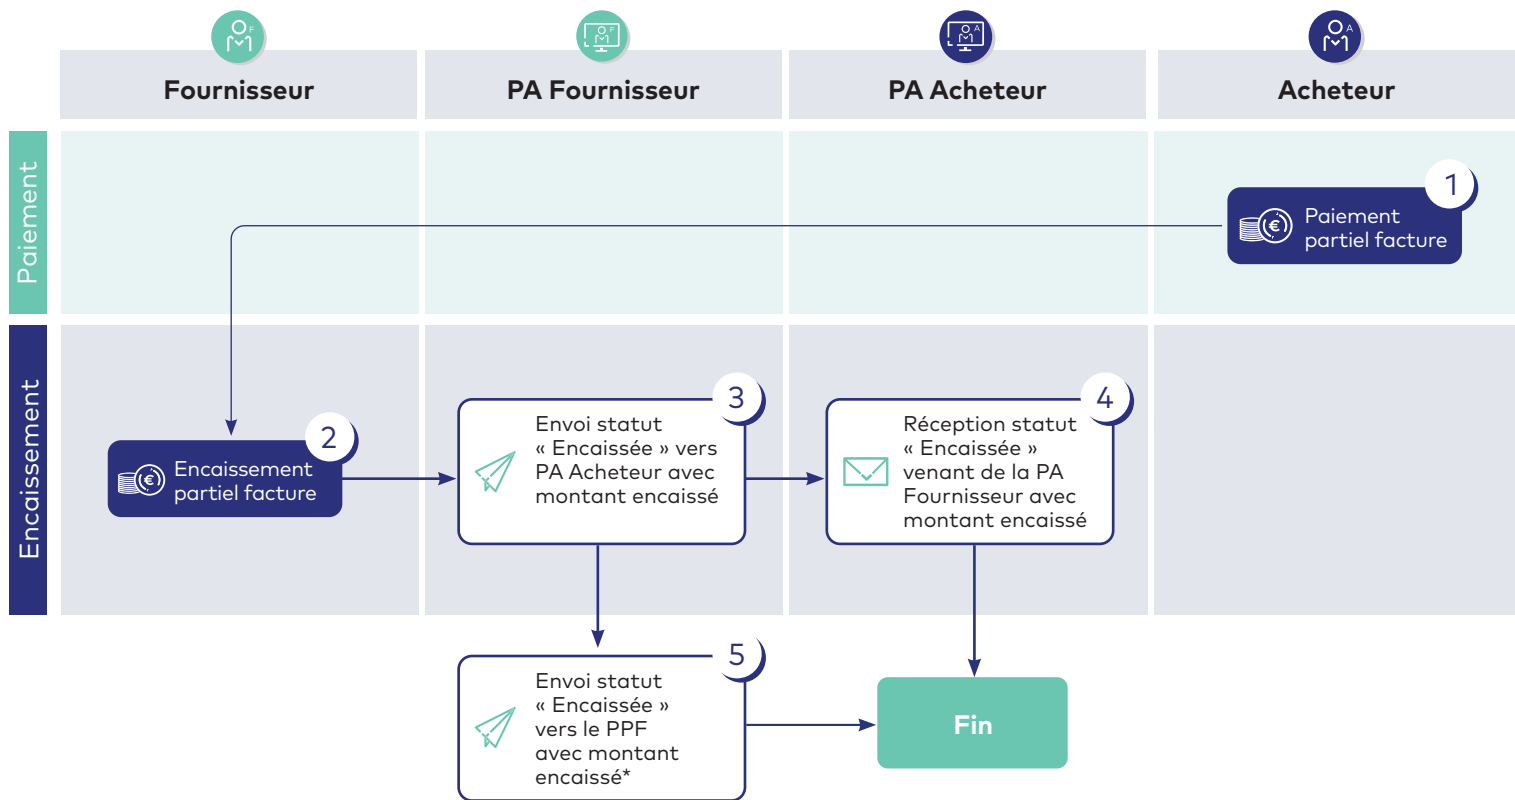 F
F
A
A
Fournisseur
PA Fournisseur
PA Acheteur
Acheteur
Paiement
1
Paiement
partiel facture
Encaissement
2
Encaissement
partiel facture
3
Envoi statut
« Encaissée » vers
PA Acheteur avec
montant encaissé
4
Réception statut
« Encaissée »
venant de la PA
Fournisseur avec
montant encaissé
5
Envoi statut
« Encaissée »
vers le PPF
avec montant
encaissé*
Fin